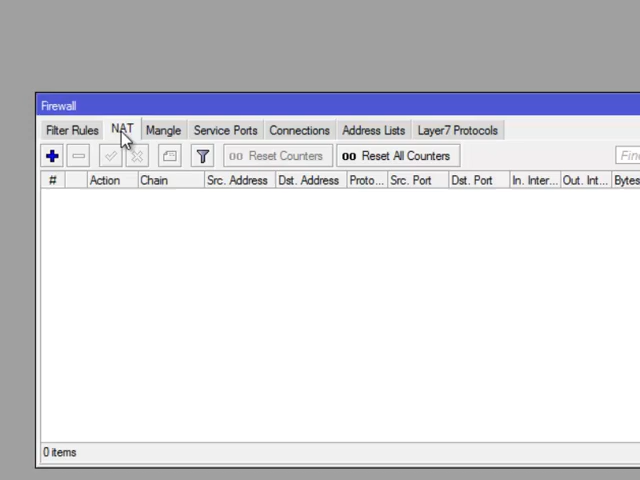 Firewall
Filter Rules NAT Mangle Service Ports Connections Address Lists Layer7 Protocols
00 Reset Counters 00 Reset All Counters Find
# Action Chain Src. Address Dst. Address Proto... Src. Port Dst. Port In. Inter... Out. Int... Bytes
0 items